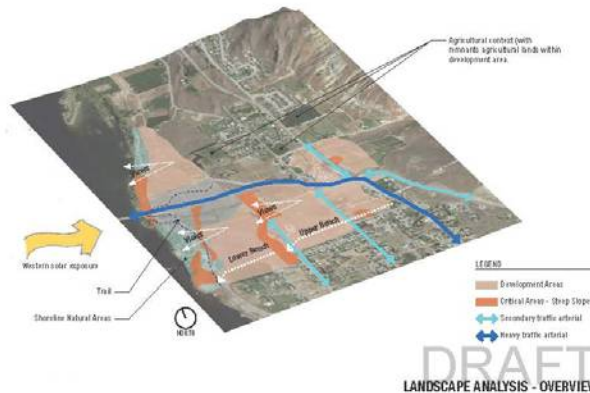 Agricultural context (with
remnants agricultural lands within
development area
Views
Views
Views
Upper Bench
Lower Bench
Western solar exposure
Trail
Shoreline Natural Areas
NORTH
LEGEND
Development Areas
Critical Areas - Steep Slope
Secondary traffic arterial
Heavy traffic arterial
DRAFT
LANDSCAPE ANALYSIS - OVERVIEW